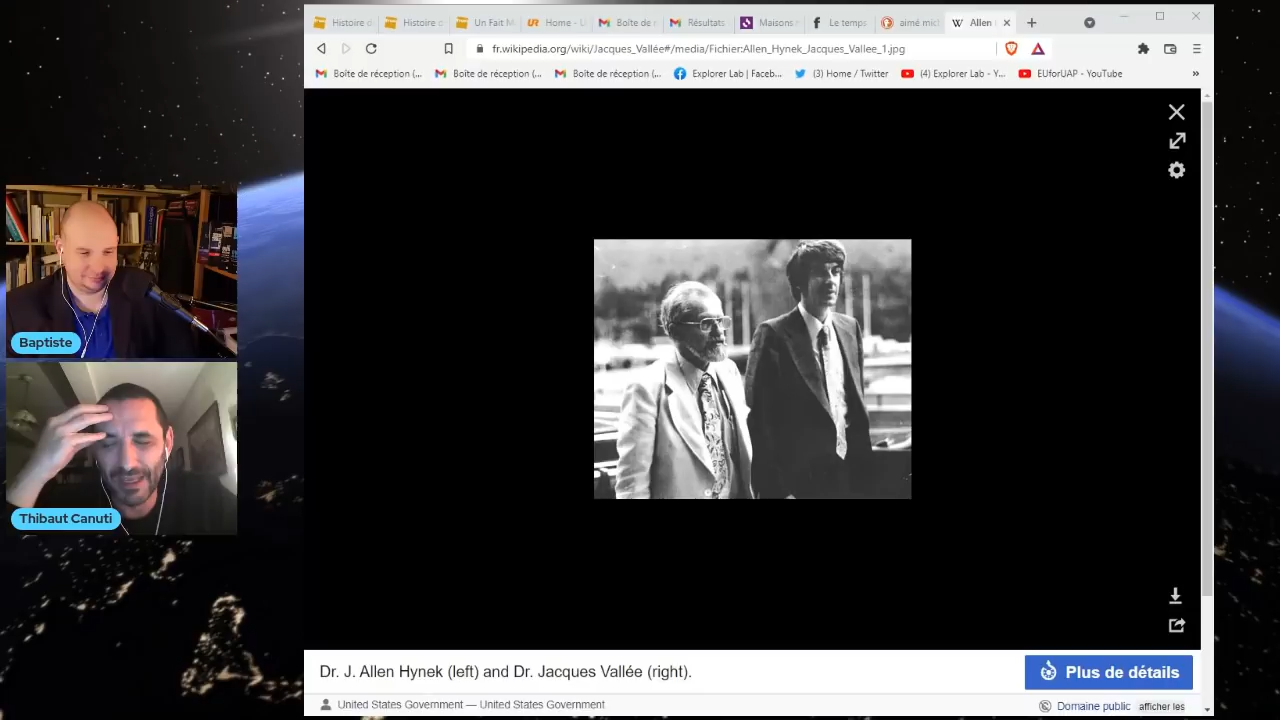 Histoire d
Histoire c
Un Fait M
Home - U
Boîte de r
Résultats
Maisons r
Le temps
aimé mic
Allen
fr.wikipedia.org/wiki/Jacques_Vallée#/media/Fichier:Allen_Hynek_Jacques_Vallee_1.jpg
Boîte de réception (...
Boîte de réception (...
Boîte de réception (...
Explorer Lab | Faceb...
(3) Home / Twitter
(4) Explorer Lab - Y...
EUforUAP - YouTube
Baptiste
Thibaut Canuti
Dr. J. Allen Hynek (left) and Dr. Jacques Vallée (right).
Plus de détails
United States Government — United States Government
Domaine public
afficher les